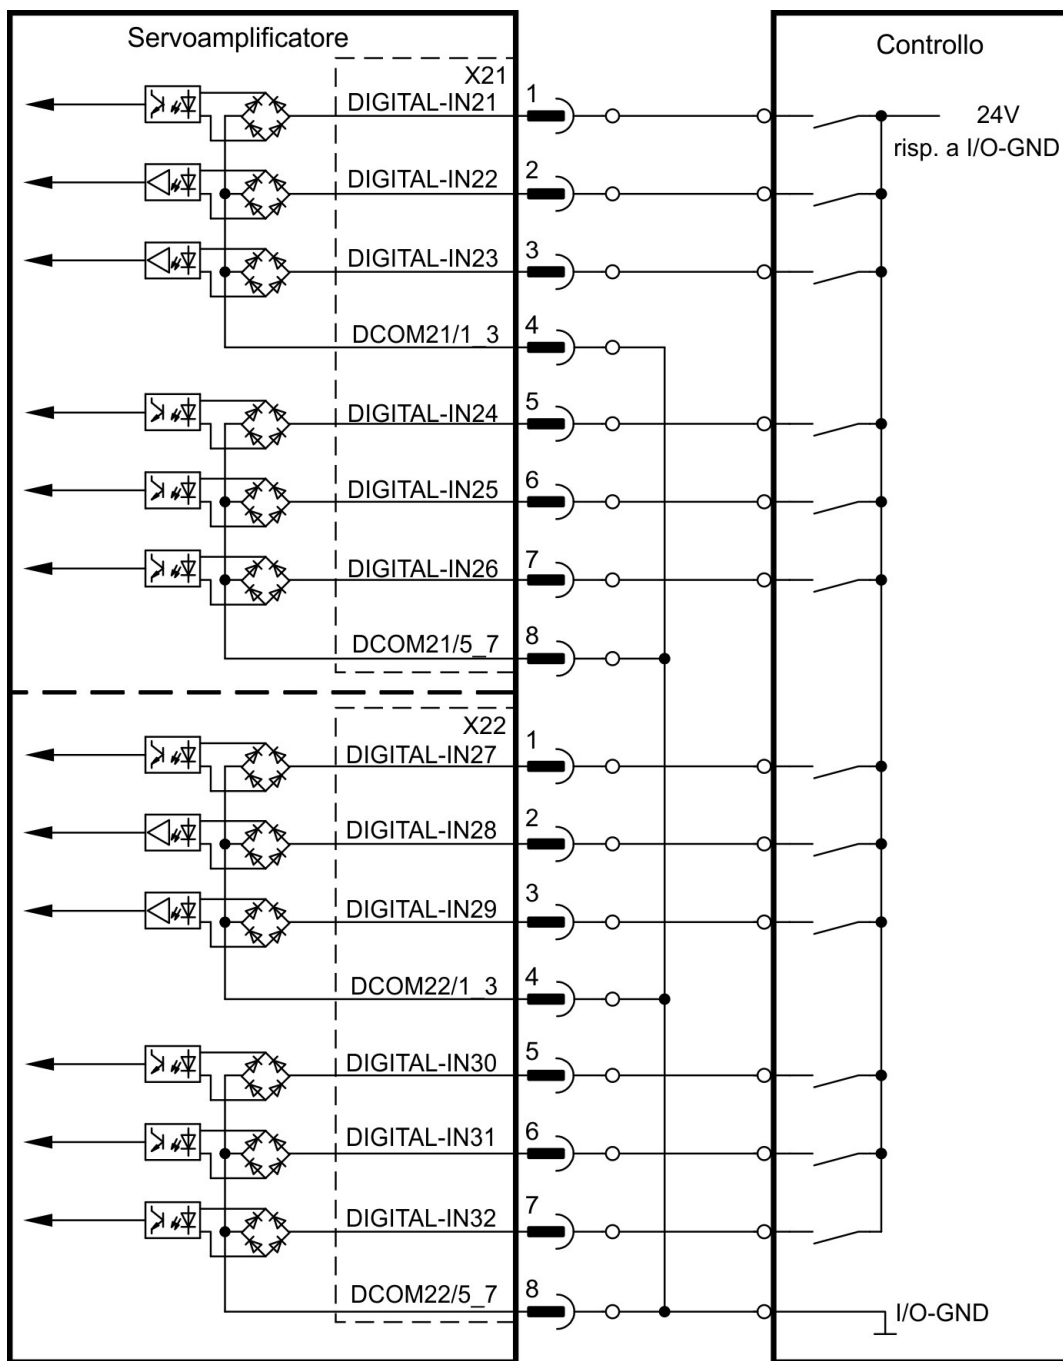 Servoamplificatore
Controllo
X21
DIGITAL-IN21
1
24V
risp. a I/O-GND
DIGITAL-IN22
2
DIGITAL-IN23
3
DCOM21/1_3
4
DIGITAL-IN24
5
DIGITAL-IN25
6
DIGITAL-IN26
7
DCOM21/5_7
8
X22
DIGITAL-IN27
1
DIGITAL-IN28
2
DIGITAL-IN29
3
DCOM22/1_3
4
DIGITAL-IN30
5
DIGITAL-IN31
6
DIGITAL-IN32
7
DCOM22/5_7
8
I/O-GND